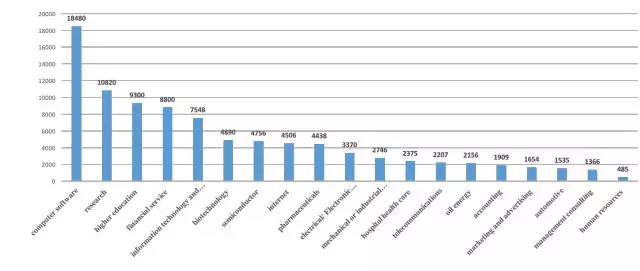 20000
18000
16000
14000
12000
10000
8000
6000
4000
2000
0
18480
10820
9300
8800
7548
4890
4756
4506
4438
3370
2746
2375
2207
2156
1909
1654
1535
1366
485
computer software
research
higher education
financial service
information technology and...
biotechnology
semiconductor
internet
pharmaceuticals
electrical/ Electronic...
mechanical or industrial...
hospital health care
telecommunications
oil energy
accounting
marketing and advertising
automotive
management consulting
human resources